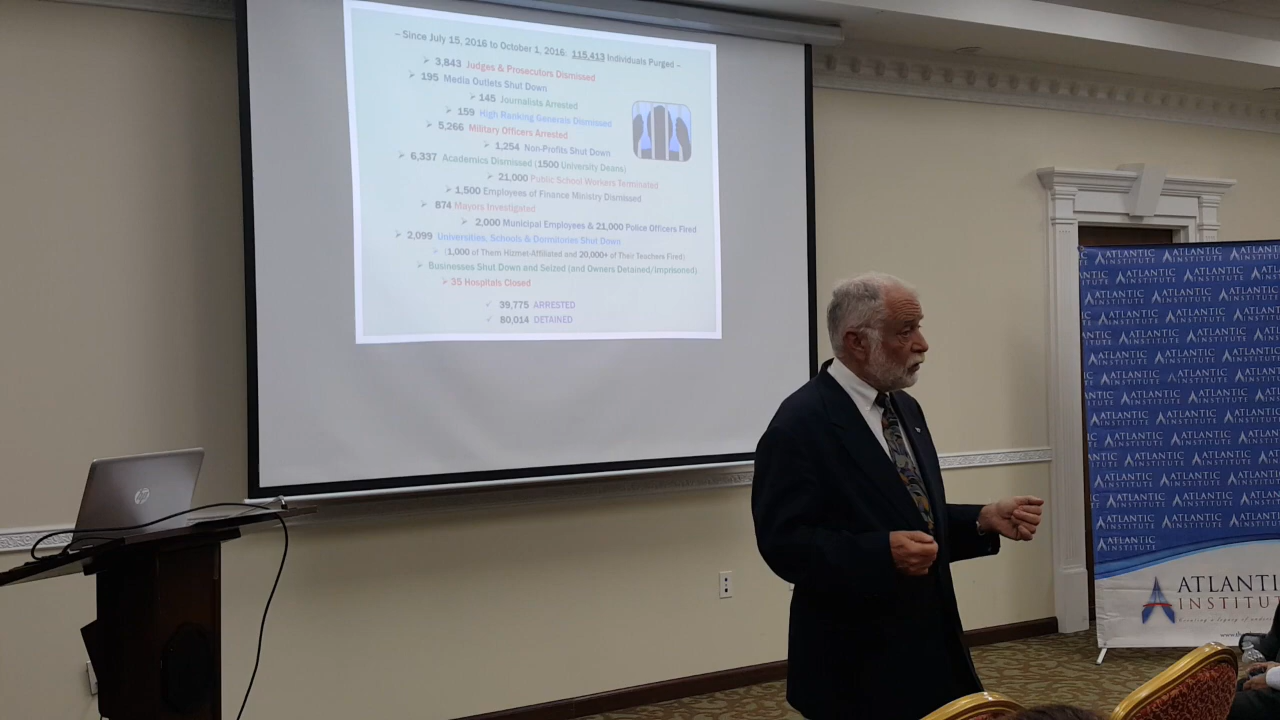 – Since July 15, 2016 to October 1, 2016: 115,413 Individuals Purged –
➢ 3,843 Judges & Prosecutors Dismissed
➢ 195 Media Outlets Shut Down
➢ 145 Journalists Arrested
➢ 159 High Ranking Generals Dismissed
➢ 5,266 Military Officers Arrested
➢ 1,254 Non-Profits Shut Down
➢ 6,337 Academics Dismissed (1500 University Deans)
➢ 21,000 Public School Workers Terminated
➢ 1,500 Employees of Finance Ministry Dismissed
➢ 874 Mayors Investigated
➢ 2,000 Municipal Employees & 21,000 Police Officers Fired
➢ 2,099 Universities, Schools & Dormitories Shut Down
➢ (1,000 of Them Hizmet-Affiliated and 20,000+ of Their Teachers Fired)
➢ Businesses Shut Down and Seized (and Owners Detained/Imprisoned)
➢ 35 Hospitals Closed
✓ 39,775 ARRESTED
✓ 80,014 DETAINED
hp
ATLANTIC INSTITUTE
ATLANTI
INSTITUT
Creating a legacy of